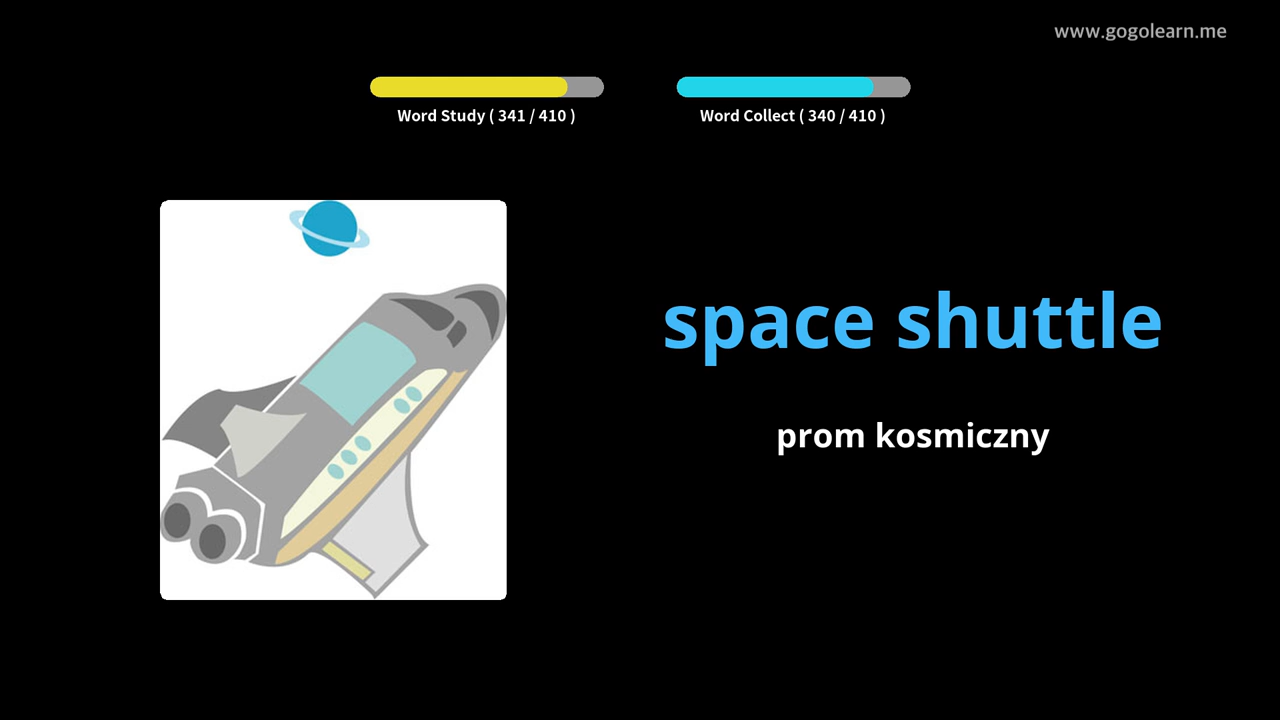 www.gogolearn.me
Word Study ( 341 / 410 )
Word Collect ( 340 / 410 )
space shuttle
prom kosmiczny